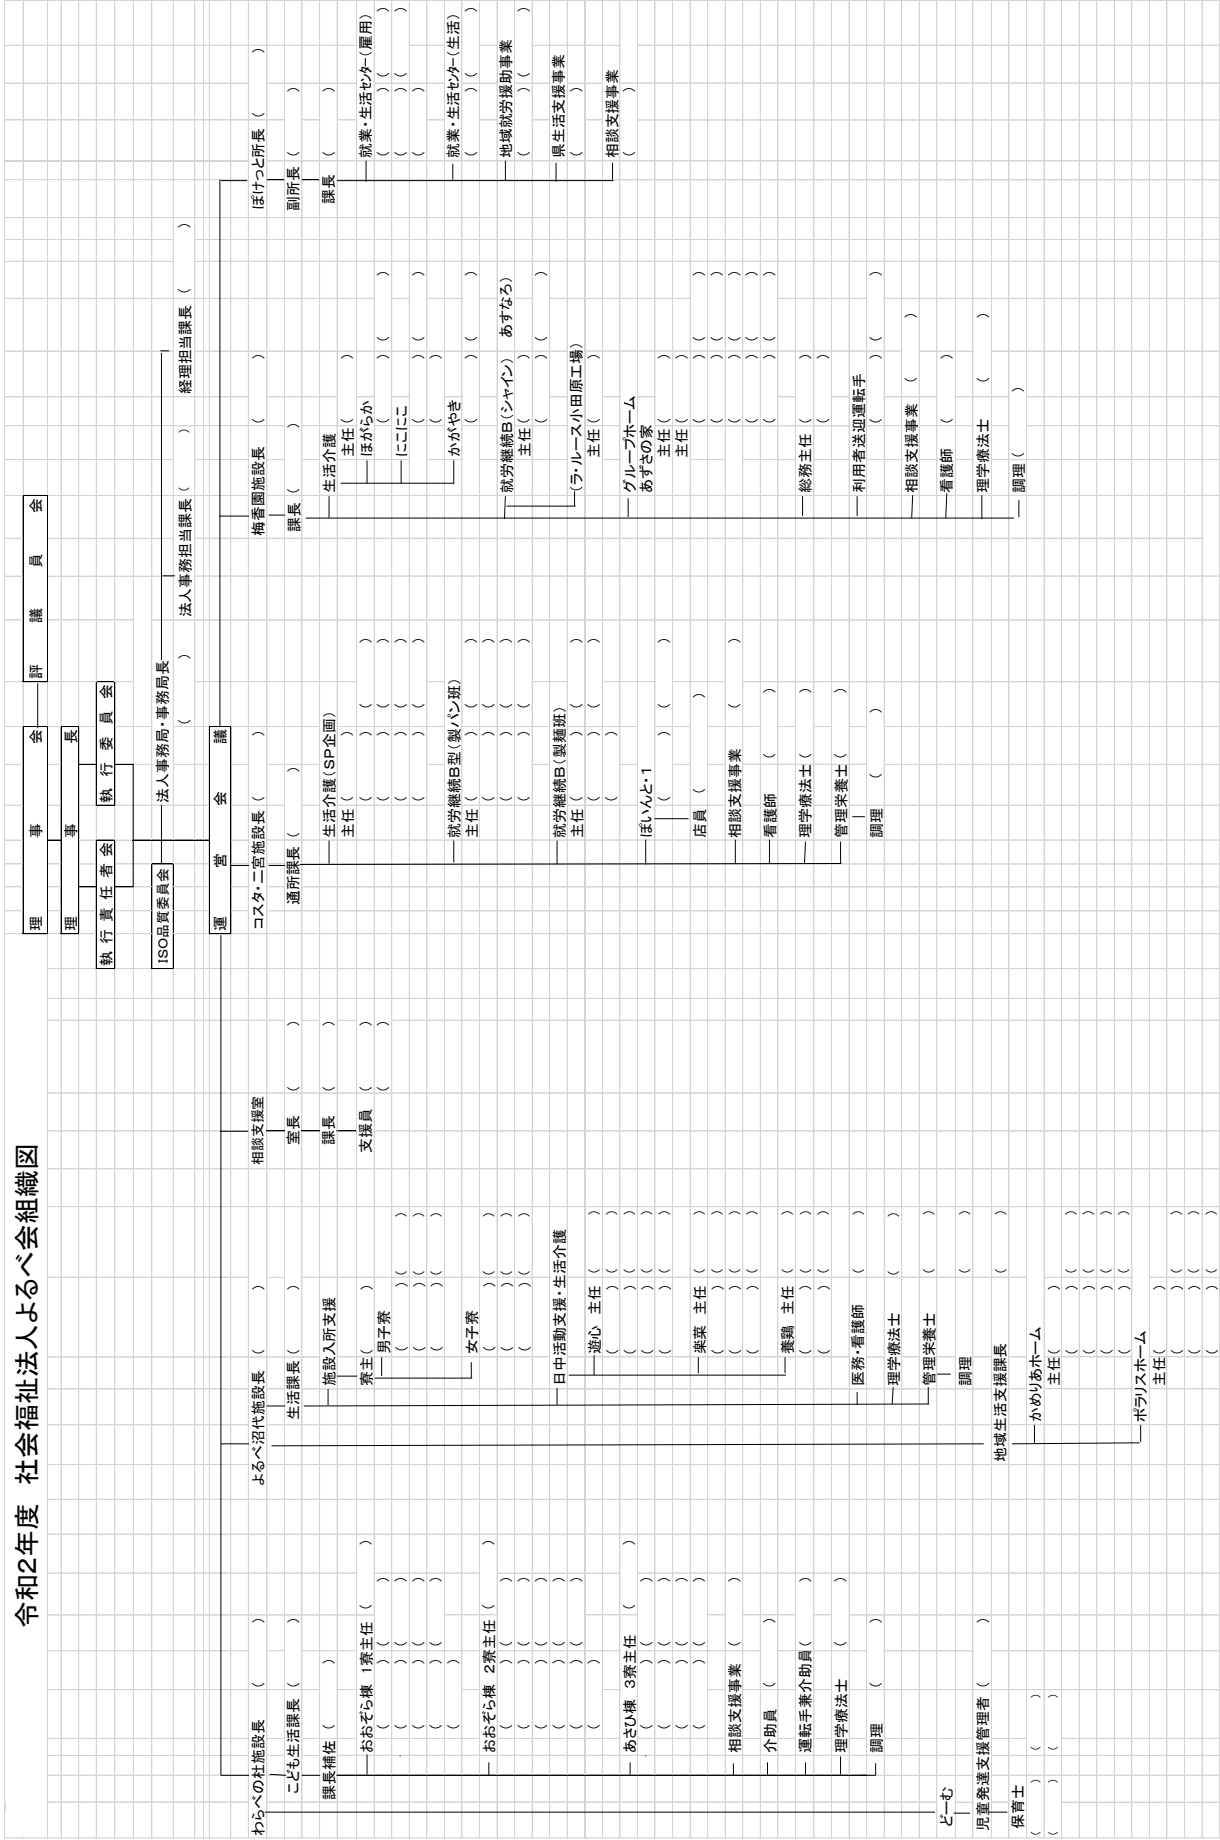 令和2年度　社会福祉法人よるべ会組織図
理　事　会
評　議　員　会
理　事　長
執行責任者会
執行委員会
ISO品質委員会
法人事務局・事務局長
(　　　)
法人事務担当課長（　　　）
経理担当課長（　　　）
運　営　会　議
わらべの杜施設長　（　　　）
こども生活課長（　　　）
課長補佐　（　　　）
おおぞら棟　1寮主任　（　　　）
おおぞら棟　2寮主任　（　　　）
あさひ棟　3寮主任　（　　　）
相談支援事業　（　　　）
介助員　（　　　）
運転手兼介助員（　　　）
理学療法士　（　　　）
調理　（　　　）
どーむ
児童発達支援管理者（　　　）
保育士
よるべ沼代施設長　（　　　）
生活課長（　　　）
施設入所支援
寮主（　　　）
男子寮
女子寮
日中活動支援・生活介護
遊心　主任　（　　　）
楽菜　主任　（　　　）
養鶏　主任　（　　　）
医務・看護師　（　　　）
理学療法士　（　　　）
管理栄養士　（　　　）
調理　（　　　）
地域生活支援課長　（　　　）
かめりあホーム
主任（　　　）
ポラリスホーム
主任（　　　）
相談支援室
室長　（　　　）
課長　（　　　）
支援員　（　　　）
コスタ・二宮施設長（　　　）
通所課長　（　　　）
生活介護（SP企画）
主任（　　　）
就労継続B型（製パン班）
主任（　　　）
就労継続B（製麺班）
主任（　　　）
ぽいんと・1
店員　（　　　）
相談支援事業　（　　　）
看護師　（　　　）
理学療法士（　　　）
管理栄養士（　　　）
調理　（　　　）
梅香園施設長　（　　　）
課長（　　　）
生活介護
主任（　　　）
ほがらか
にこにこ
かがやき
就労継続B（シャイン）　あすなろ）
主任（　　　）
（ラ・ルース小田原工場）
主任（　　　）
グループホーム
あずさの家
主任（　　　）
主任（　　　）
総務主任　（　　　）
利用者送迎運転手
相談支援事業　（　　　）
看護師　（　　　）
理学療法士　（　　　）
調理（　　　）
ぽけっと所長　（　　　）
副所長　（　　　）
課長　（　　　）
就業・生活センター（雇用）
就業・生活センター（生活）
地域就労援助事業
県生活支援事業
相談支援事業